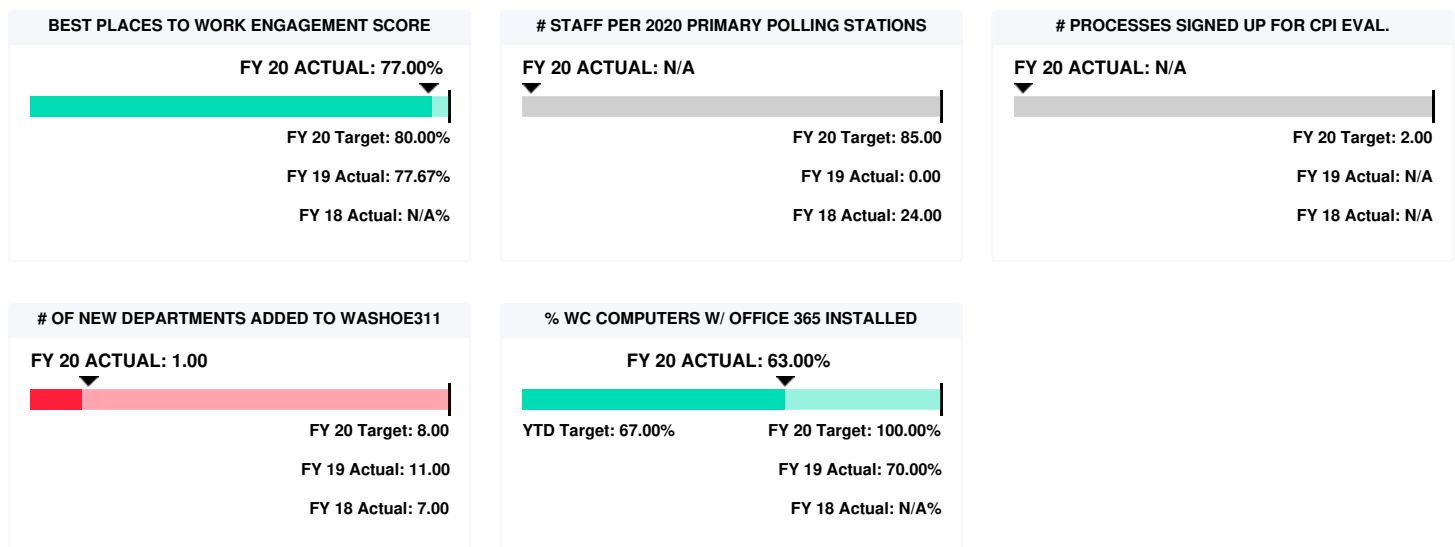 BEST PLACES TO WORK ENGAGEMENT SCORE
FY 20 ACTUAL: 77.00%
FY 20 Target: 80.00%
FY 19 Actual: 77.67%
FY 18 Actual: N/A%
# STAFF PER 2020 PRIMARY POLLING STATIONS
FY 20 ACTUAL: N/A
FY 20 Target: 85.00
FY 19 Actual: 0.00
FY 18 Actual: 24.00
# PROCESSES SIGNED UP FOR CPI EVAL.
FY 20 ACTUAL: N/A
FY 20 Target: 2.00
FY 19 Actual: N/A
FY 18 Actual: N/A
# OF NEW DEPARTMENTS ADDED TO WASHOE311
FY 20 ACTUAL: 1.00
FY 20 Target: 8.00
FY 19 Actual: 11.00
FY 18 Actual: 7.00
% WC COMPUTERS W/ OFFICE 365 INSTALLED
FY 20 ACTUAL: 63.00%
YTD Target: 67.00% FY 20 Target: 100.00%
FY 19 Actual: 70.00%
FY 18 Actual: N/A%